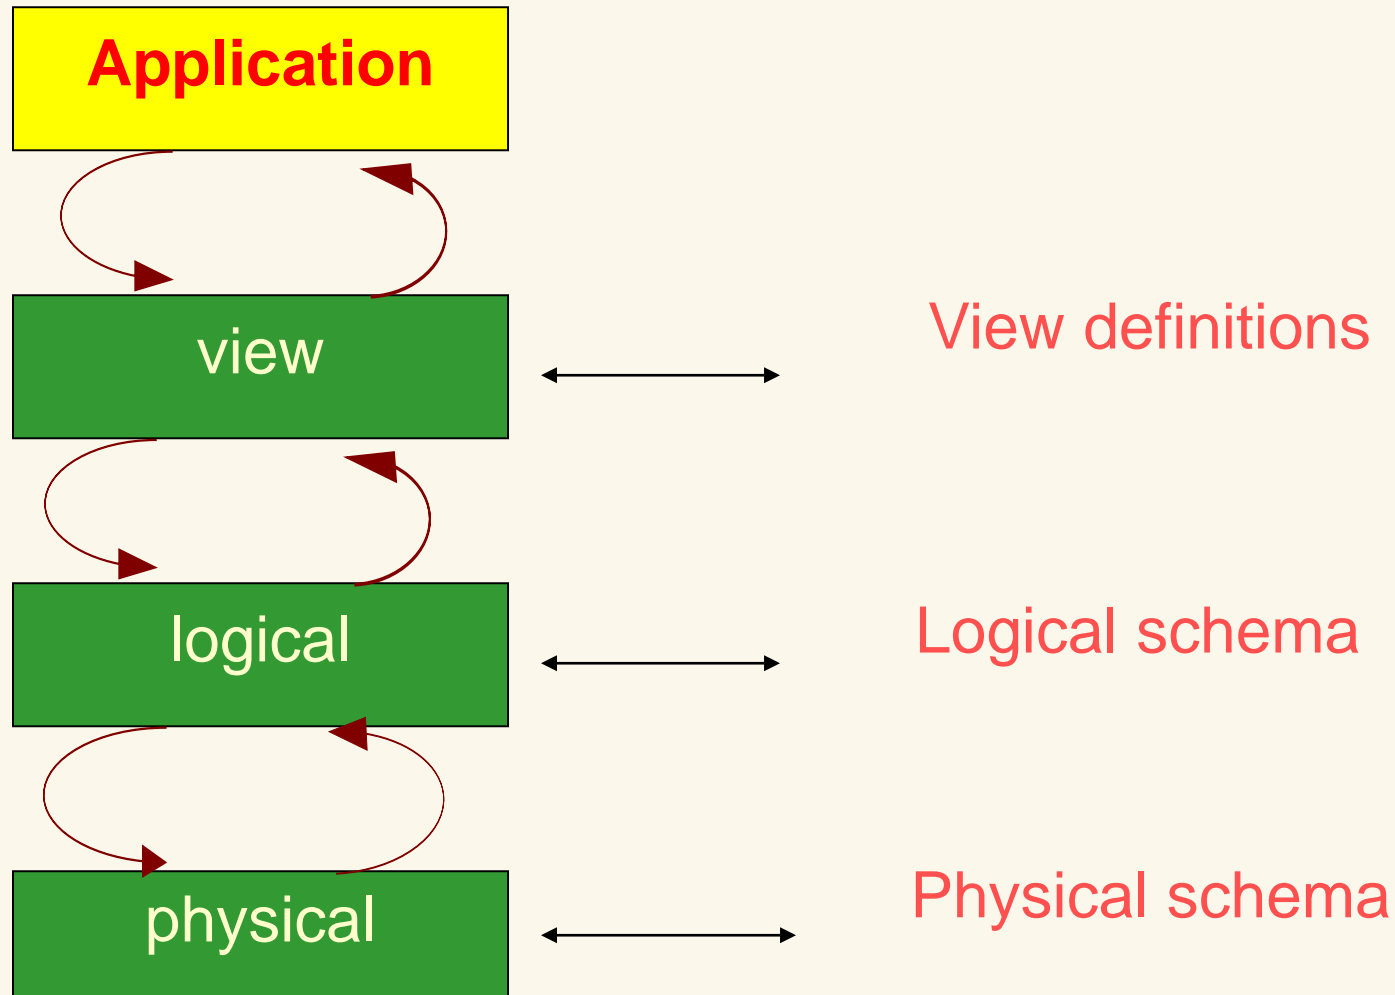 Application
view
View definitions
logical
Logical schema
physical
Physical schema